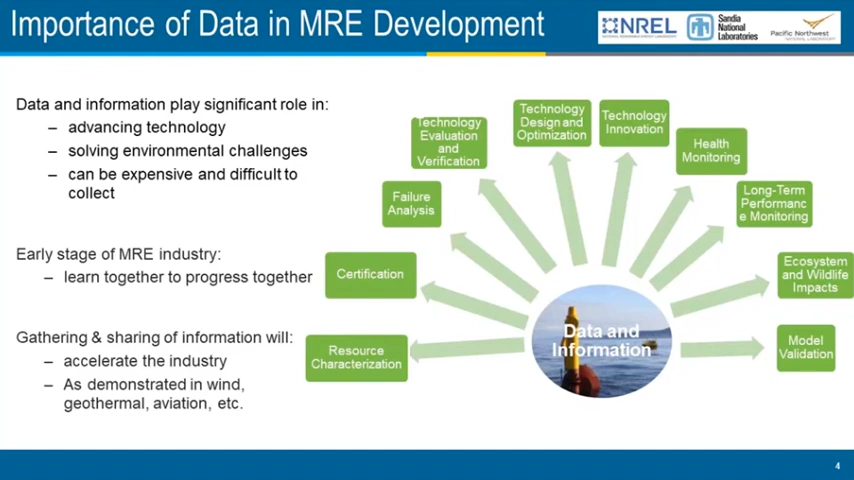 Importance of Data in MRE Development
NREL
Sandia
National
Laboratories
Pacific Northwest
NATIONAL LABORATORY
Data and information play significant role in:
– advancing technology
– solving environmental challenges
– can be expensive and difficult to
collect
Early stage of MRE industry:
– learn together to progress together
Gathering & sharing of information will:
– accelerate the industry
– As demonstrated in wind,
geothermal, aviation, etc.
Resource
Characterization
Certification
Failure
Analysis
Technology
Evaluation
and
Verification
Technology
Design and
Optimization
Technology
Innovation
Health
Monitoring
Long-Term
Performanc
e Monitoring
Ecosystem
and Wildlife
Impacts
Model
Validation
Data and
Information
4